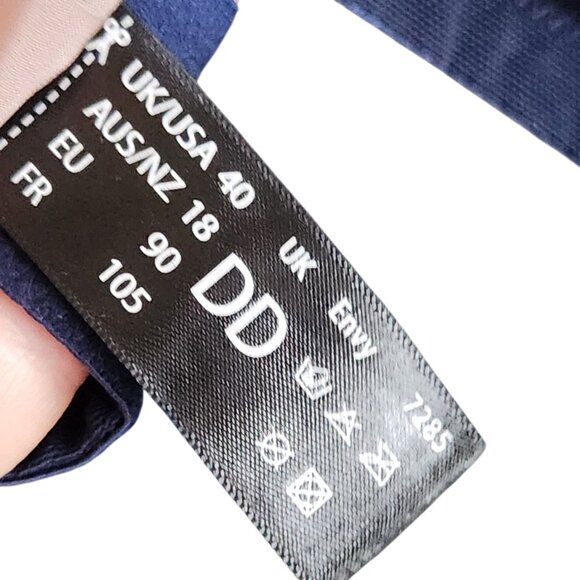 UK/USA 40
AUS/NZ 18
EU 90
FR 105
UK DD
Envy
7285